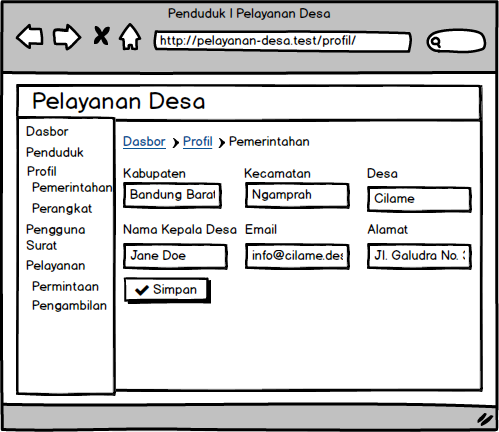 Penduduk | Pelayanan Desa
http://pelayanan-desa.test/profil/
Pelayanan Desa
Dasbor
Penduduk
Profil
Pemerintahan
Perangkat
Pengguna
Surat
Pelayanan
Permintaan
Pengambilan
Dasbor Profil Pemerintahan
Kabupaten Kecamatan Desa
Bandung Barat Ngamprah Cilame
Nama Kepala Desa Email Alamat
Jane Doe info@cilame.des Jl. Galudra No.
Simpan